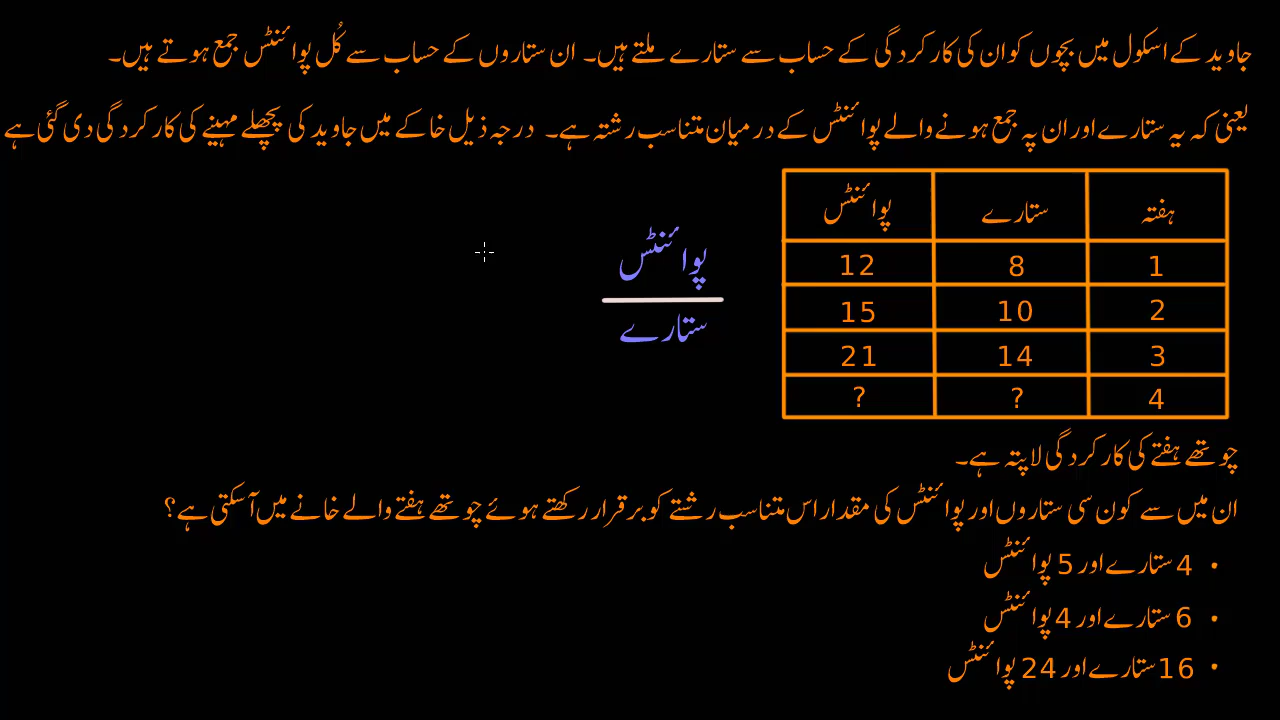 جاوید کے اسکول میں بچوں کو ان کی کارکردگی کے حساب سے ستارے ملتے ہیں۔ ان ستاروں کے حساب سے کُل پوائنٹس جمع ہوتے ہیں۔
یعنی کہ یہ ستارے اور ان پہ جمع ہونے والے پوائنٹس کے درمیان متناسب رشتہ ہے۔ درجہ ذیل خاکے میں جاوید کی پچھلے مہینے کی کارکردگی دی گئی ہے
ہفتہ ستارے پوائنٹس
1 8 12
2 10 15
3 14 21
4 ? ?
پوائنٹس
ستارے
چوتھے ہفتے کی کارکردگی لاپتہ ہے۔
ان میں سے کون سی ستاروں اور پوائنٹس کی مقدار اس متناسب رشتے کو برقرار رکھتے ہوئے چوتھے ہفتے والے خانے میں آسکتی ہے؟
• 4 ستارے اور 5 پوائنٹس
• 6 ستارے اور 4 پوائنٹس
• 16 ستارے اور 24 پوائنٹس